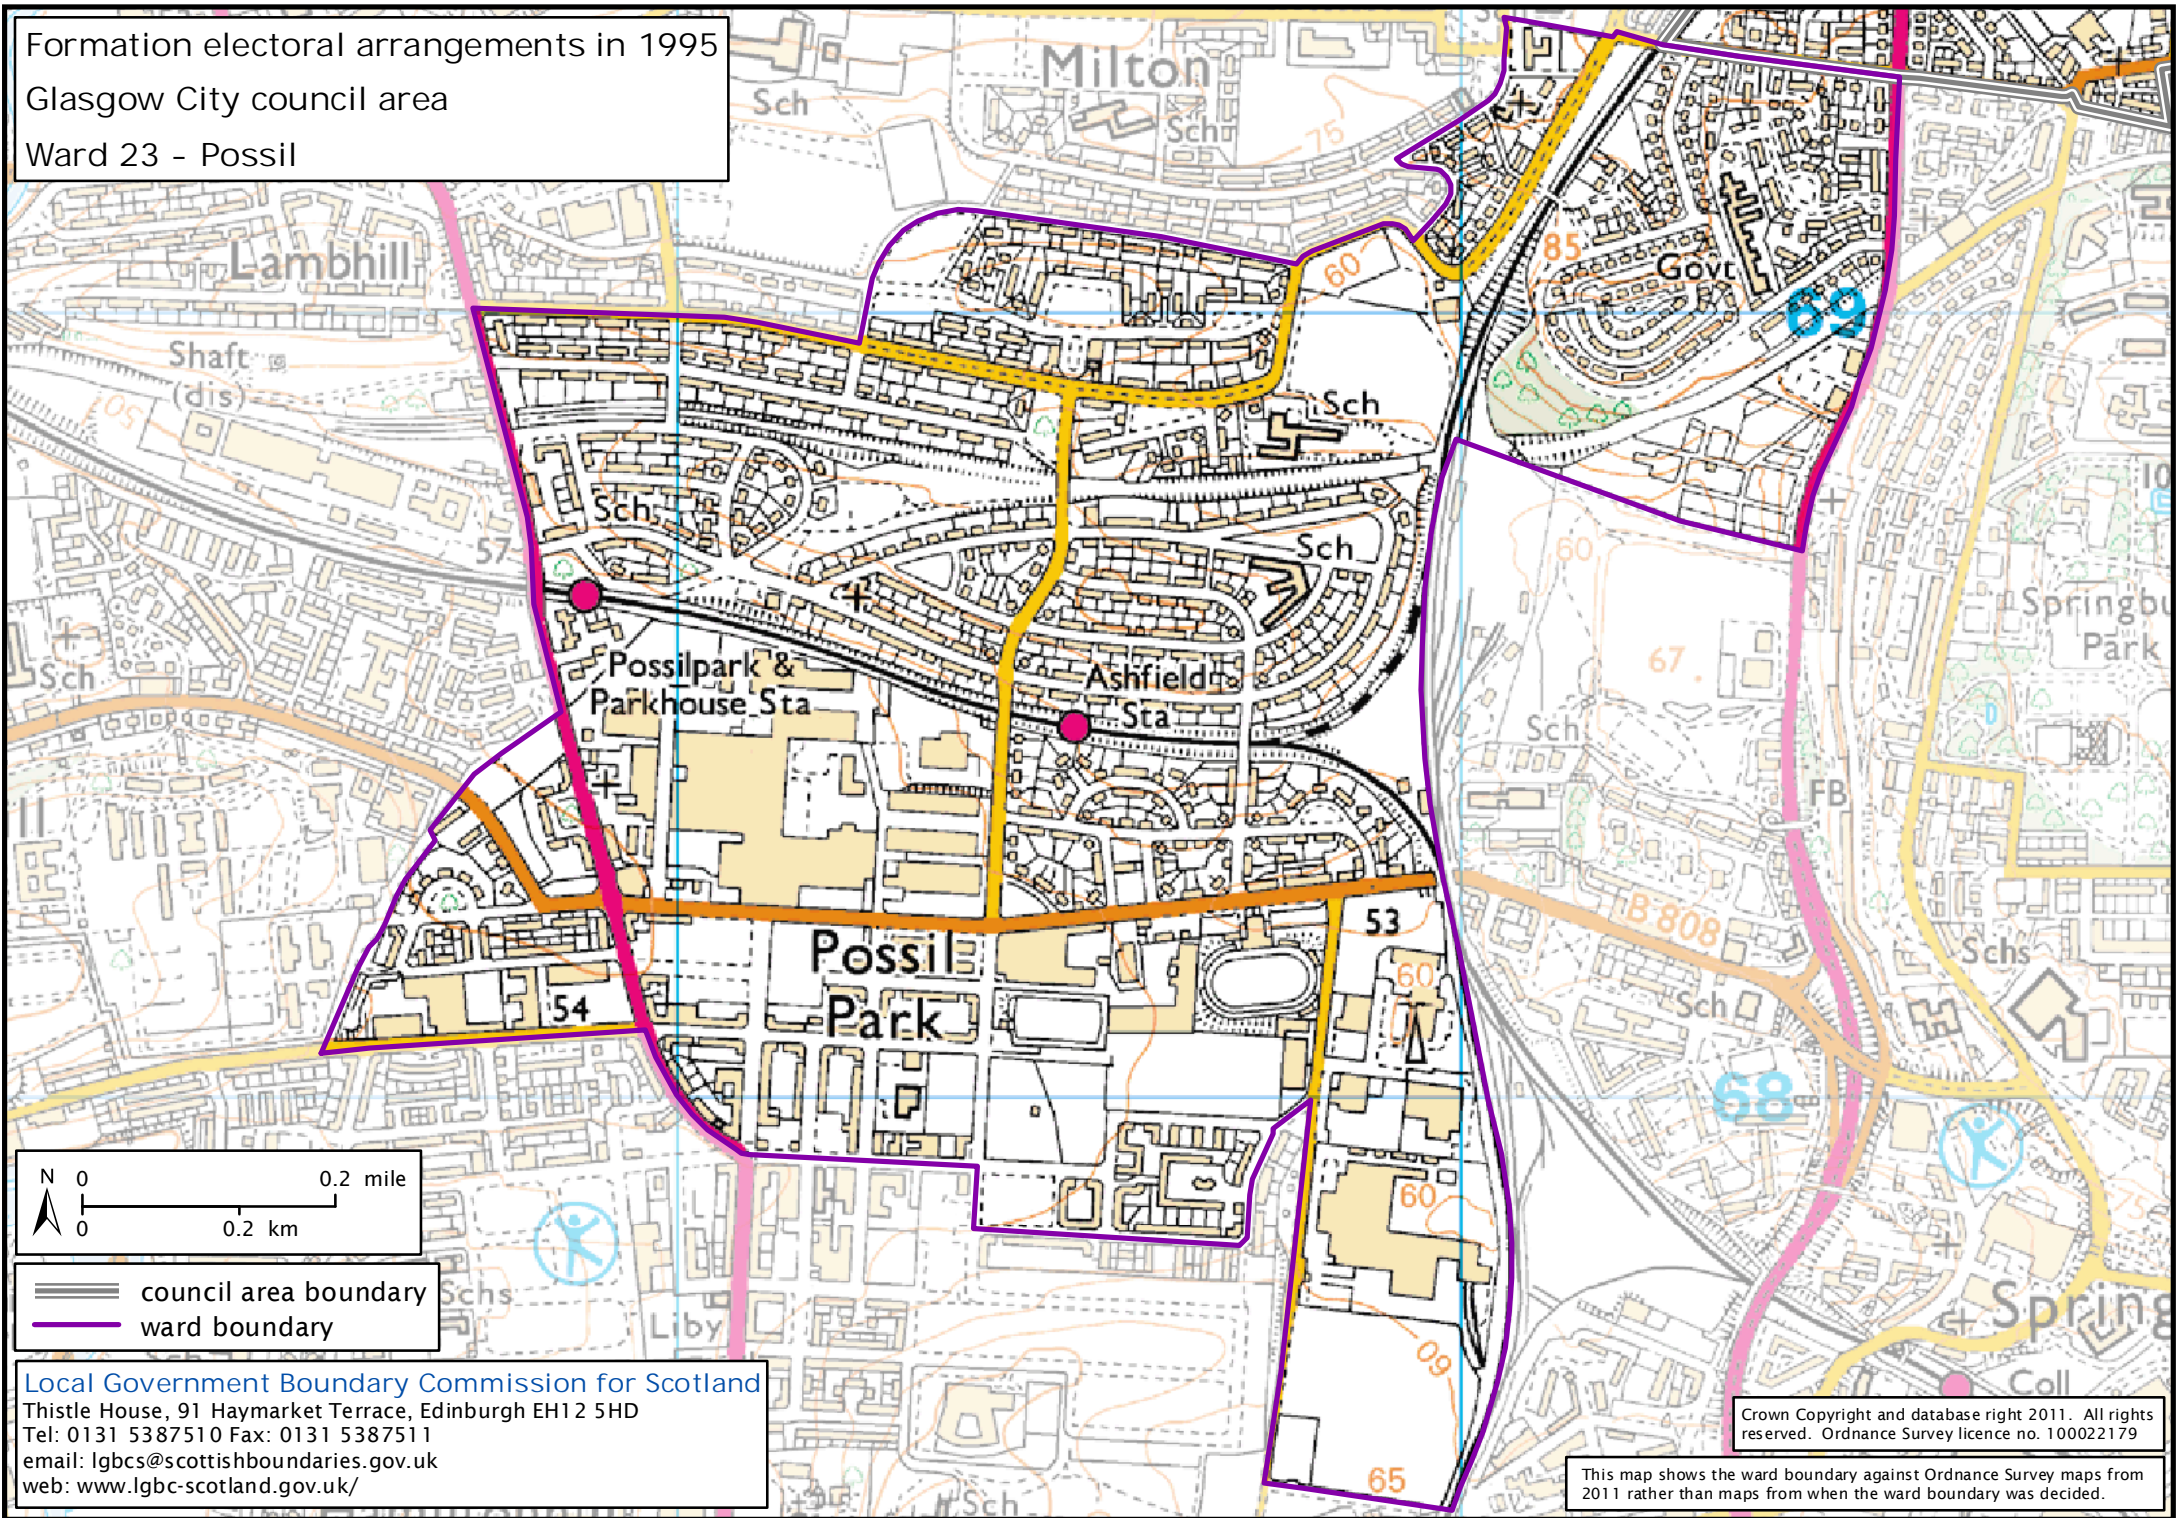 Formation electoral arrangements in 1995
Glasgow City council area
Ward 23 - Possil
Milton
Sch
Sch
Sch
75
Lambhill
60
85
Govt
69
Shaft
(dis)
50
Sch
Sch
57
Sch
60
10
Springbu
Park
67
Sch
Possilpark &
Parkhouse Sta
Ashfield
Sta
Sch
D
FB
ll
53
B 808
Possil
Park
60
Schs
Sch
54
68
N 0 0.2 mile
0 0.2 km
60
75
council area boundary
ward boundary
Schs
Liby
Spring
60
Coll
Local Government Boundary Commission for Scotland
Thistle House, 91 Haymarket Terrace, Edinburgh EH12 5HD
Tel: 0131 5387510 Fax: 0131 5387511
email: lgbcs@scottishboundaries.gov.uk
web: www.lgbc-scotland.gov.uk/
65
Sch
Crown Copyright and database right 2011. All rights
reserved. Ordnance Survey licence no. 100022179
This map shows the ward boundary against Ordnance Survey maps from
2011 rather than maps from when the ward boundary was decided.